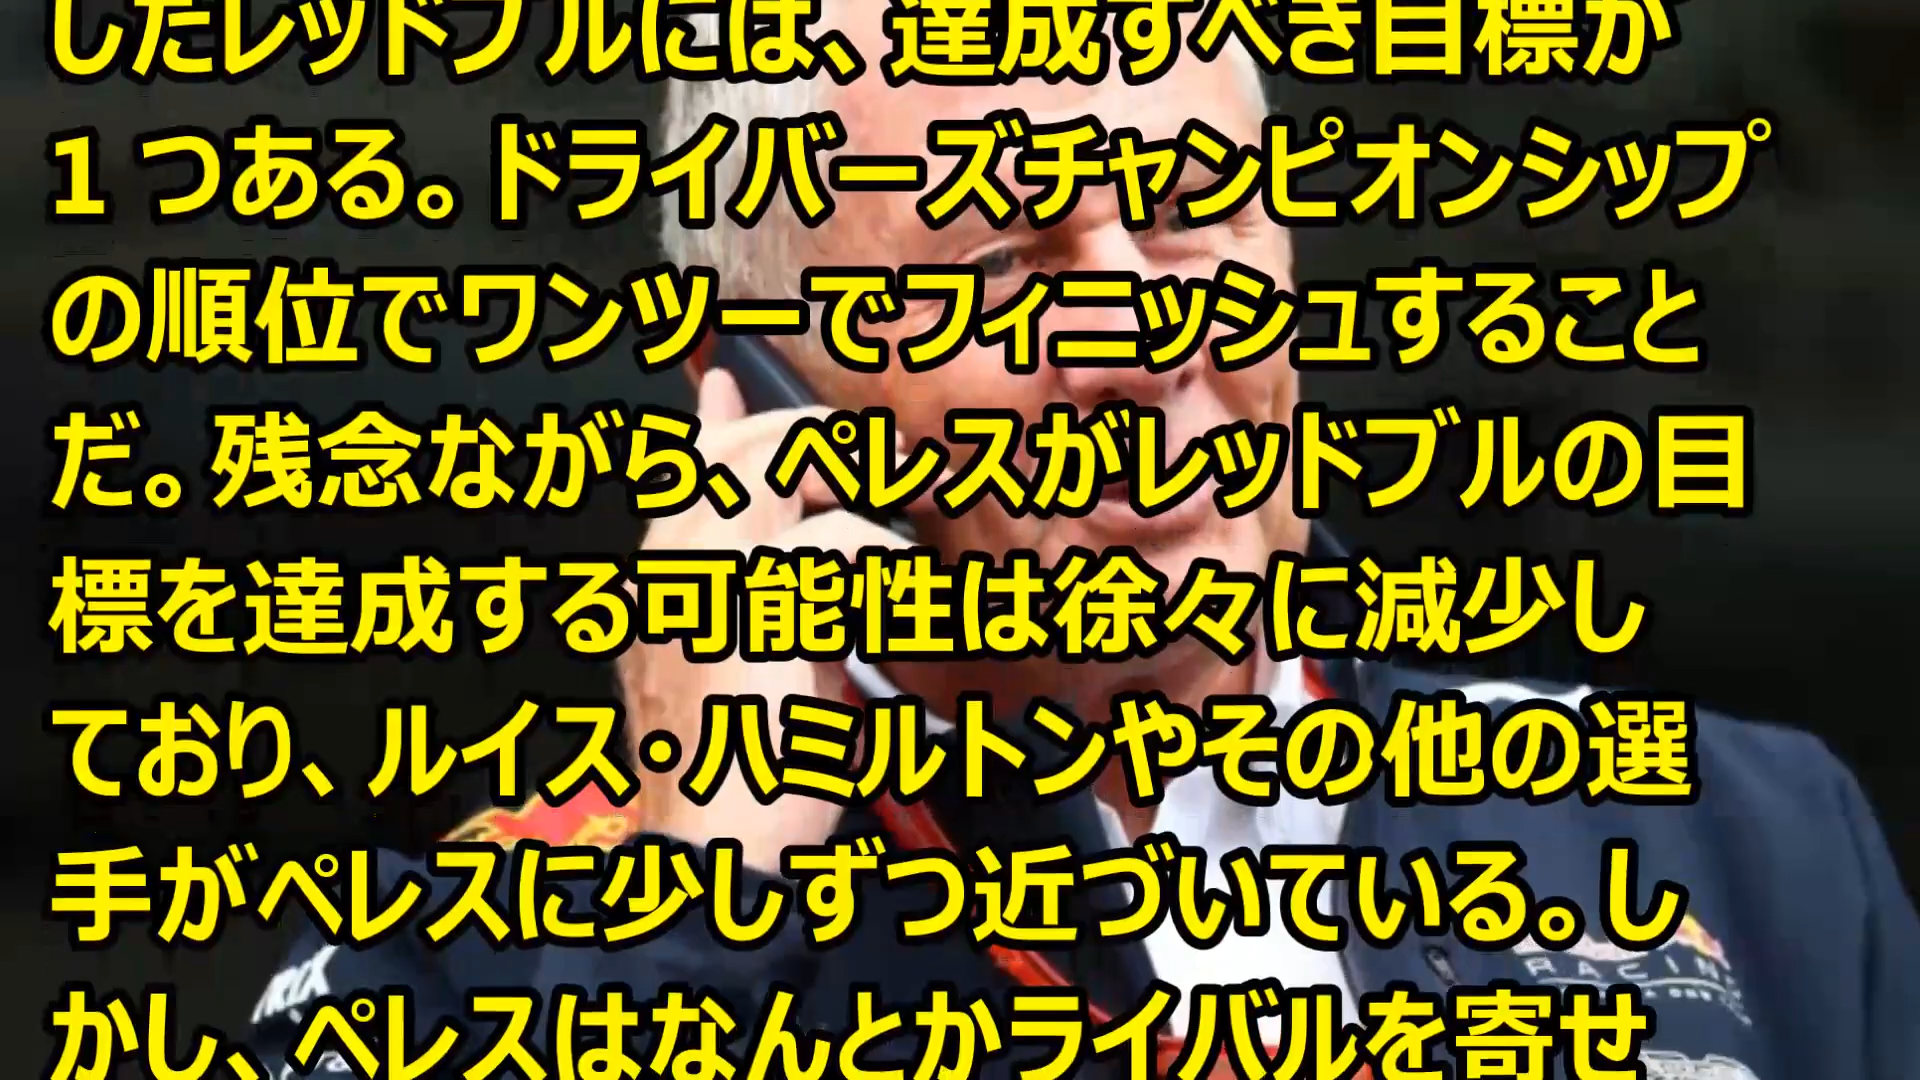 したレッドブルには、達成すべき目標が
1 つある。ドライバーズチャンピオンシップ
の順位でワンツーでフィニッシュすること
だ。残念ながら、ペレスがレッドブルの目
標を達成する可能性は徐々に減少し
ており、ルイス・ハミルトンやその他の選
手がペレスに少しずつ近づいている。し
かし、ペレスはなんとかライバルを寄せ
RACING